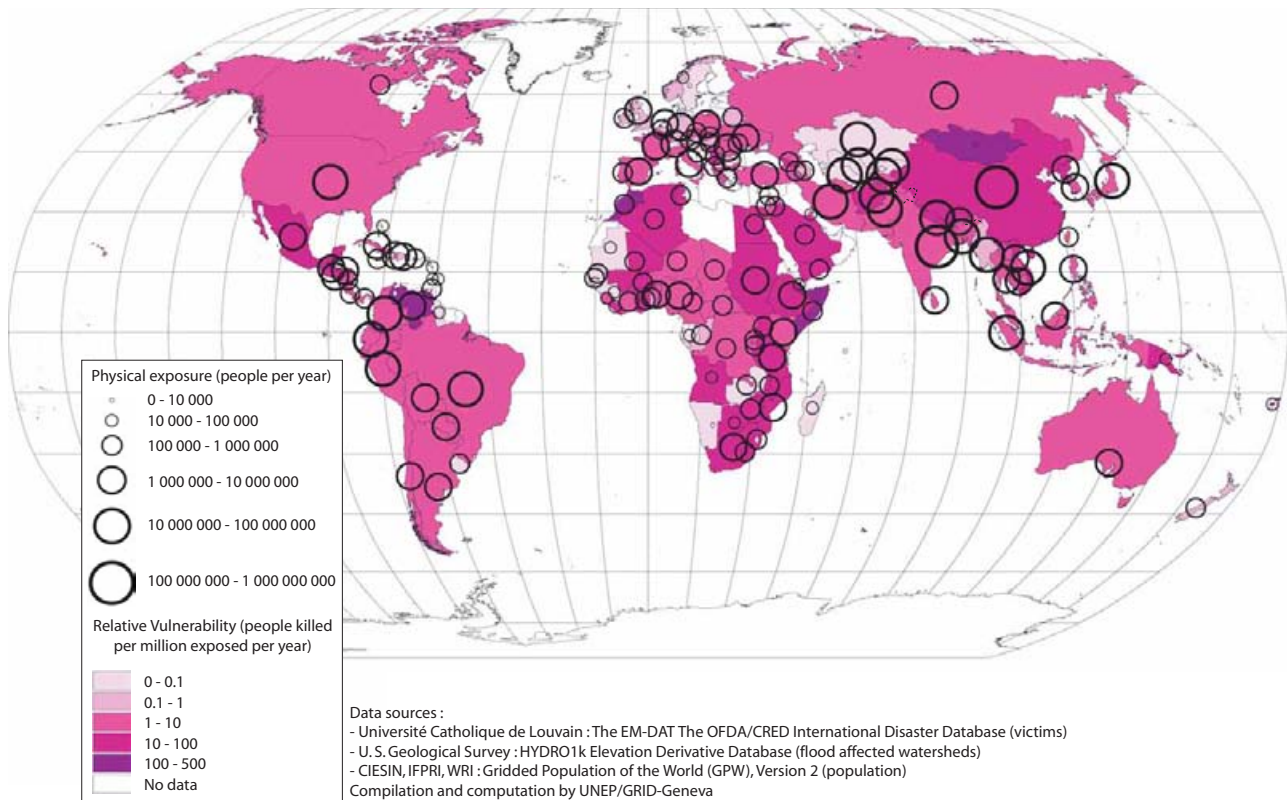 Physical exposure (people per year)
0 - 10 000
10 000 - 100 000
100 000 - 1 000 000
1 000 000 - 10 000 000
10 000 000 - 100 000 000
100 000 000 - 1 000 000 000
Relative Vulnerability (people killed
per million exposed per year)
0 - 0.1
0.1 - 1
1 - 10
10 - 100
100 - 500
No data
Data sources :
- Université Catholique de Louvain : The EM-DAT The OFDA/CRED International Disaster Database (victims)
- U.S. Geological Survey : HYDRO1k Elevation Derivative Database (flood affected watersheds)
- CIESIN, IFPRI, WRI : Gridded Population of the World (GPW), Version 2 (population)
Compilation and computation by UNEP/GRID-Geneva